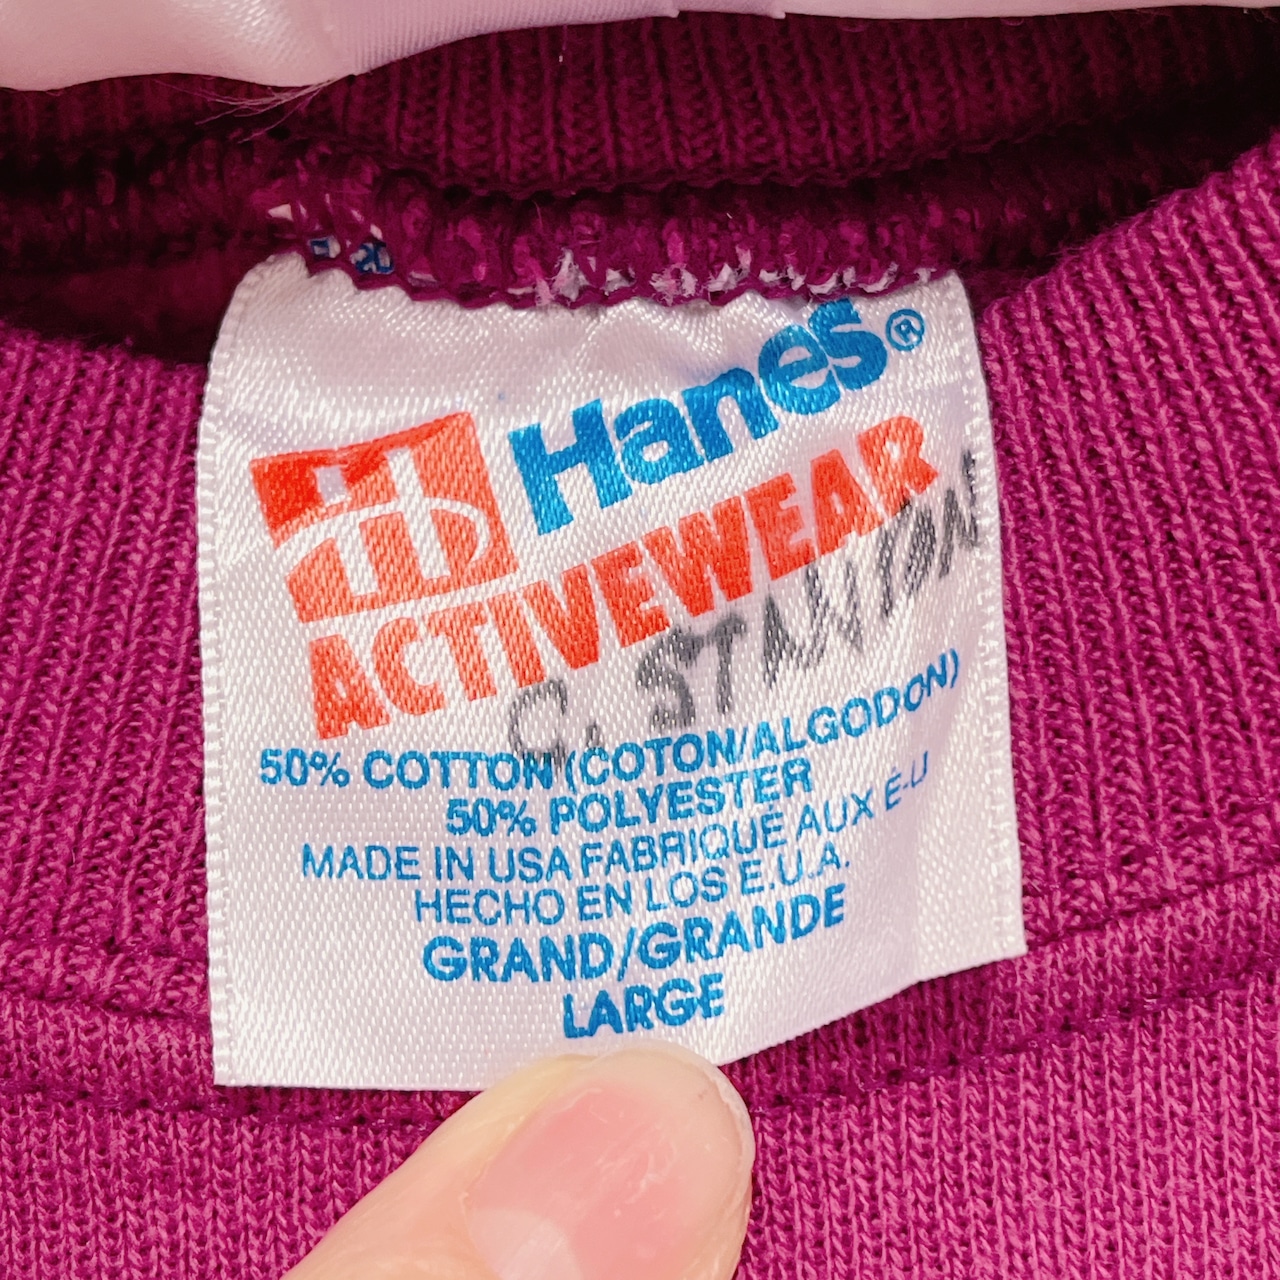 Hanes®
ACTIVEWEAR
G. STANTON
50% COTTON (COTON/ALGODON)
50% POLYESTER
MADE IN USA FABRIQUÉ AUX É-U
HECHO EN LOS E.U.A.
GRAND/GRANDE
LARGE